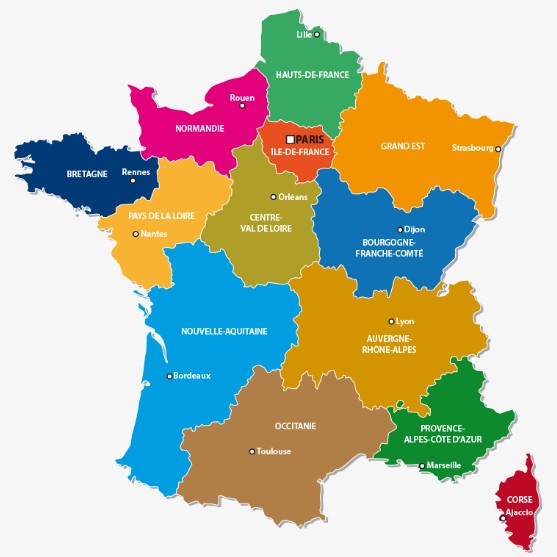 Lille
HAUTS-DE-FRANCE
Rouen
NORMANDIE
PARIS
ILE-DE-FRANCE
GRAND EST
Strasbourg
BRETAGNE
Rennes
PAYS DE LA LOIRE
Nantes
Orléans
CENTRE-
VAL DE LOIRE
Dijon
BOURGOGNE-
FRANCHE-COMTÉ
NOUVELLE-AQUITAINE
Bordeaux
Lyon
AUVERGNE-
RHÔNE-ALPES
OCCITANIE
Toulouse
PROVENCE-
ALPES-CÔTE D'AZUR
Marseille
CORSE
Ajaccio